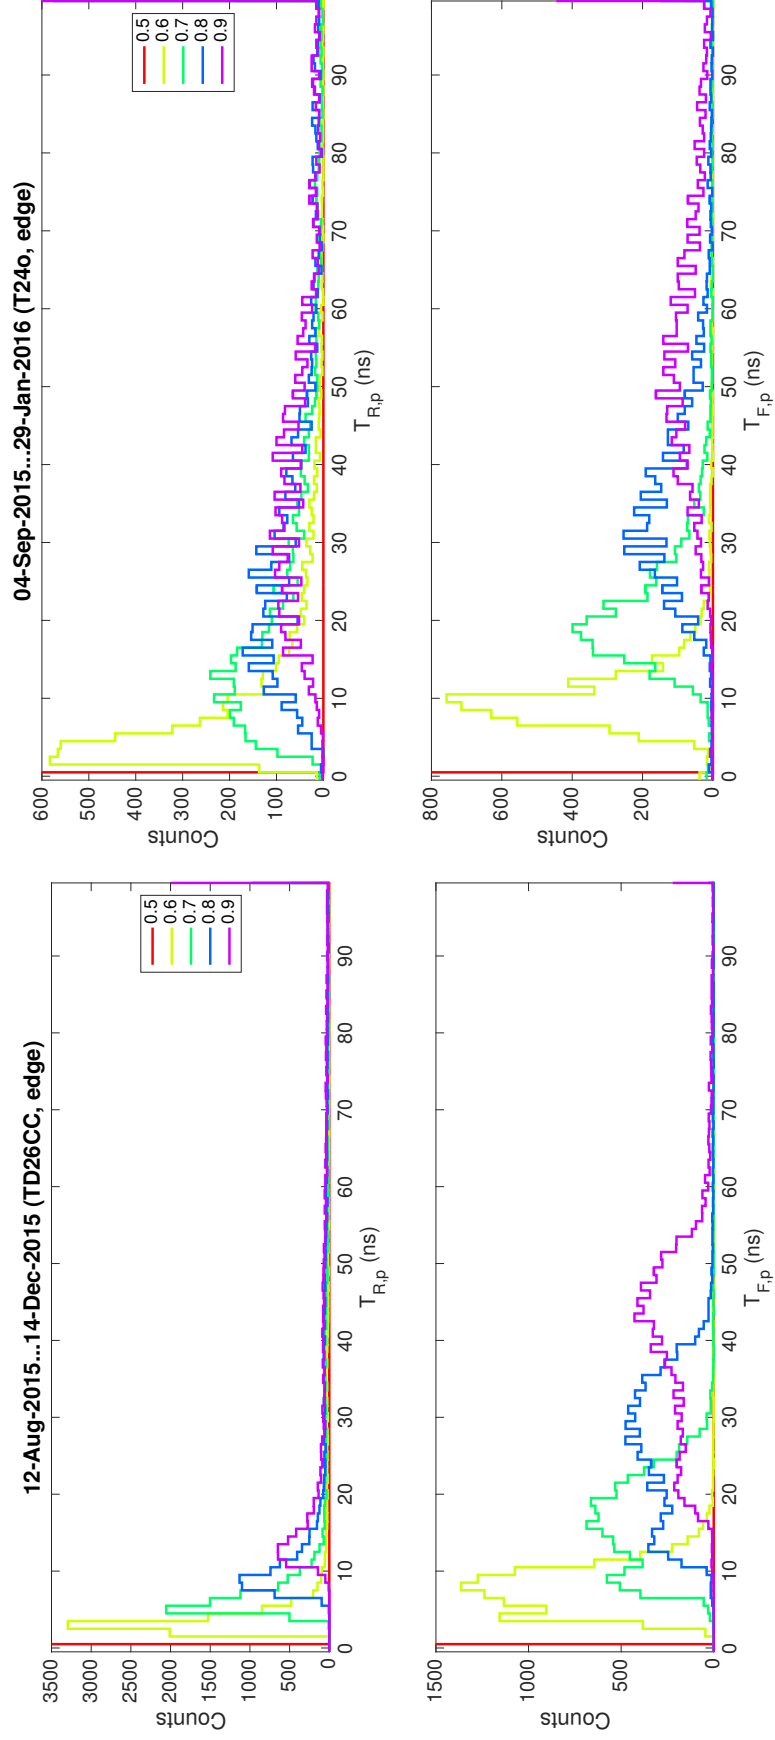 12-Aug-2015...14-Dec-2015 (TD26CC, edge)
3500
3000
2500
2000
1500
1000
500
0
Counts
0 10 20 30 40 50 60 70 80 90
T_{R,p} (ns)
0.5
0.6
0.7
0.8
0.9
04-Sep-2015...29-Jan-2016 (T24o, edge)
600
500
400
300
200
100
0
Counts
0 10 20 30 40 50 60 70 80 90
T_{R,p} (ns)
0.5
0.6
0.7
0.8
0.9
1500
1000
500
0
Counts
0 10 20 30 40 50 60 70 80 90
T_{F,p} (ns)
800
600
400
200
0
Counts
0 10 20 30 40 50 60 70 80 90
T_{F,p} (ns)